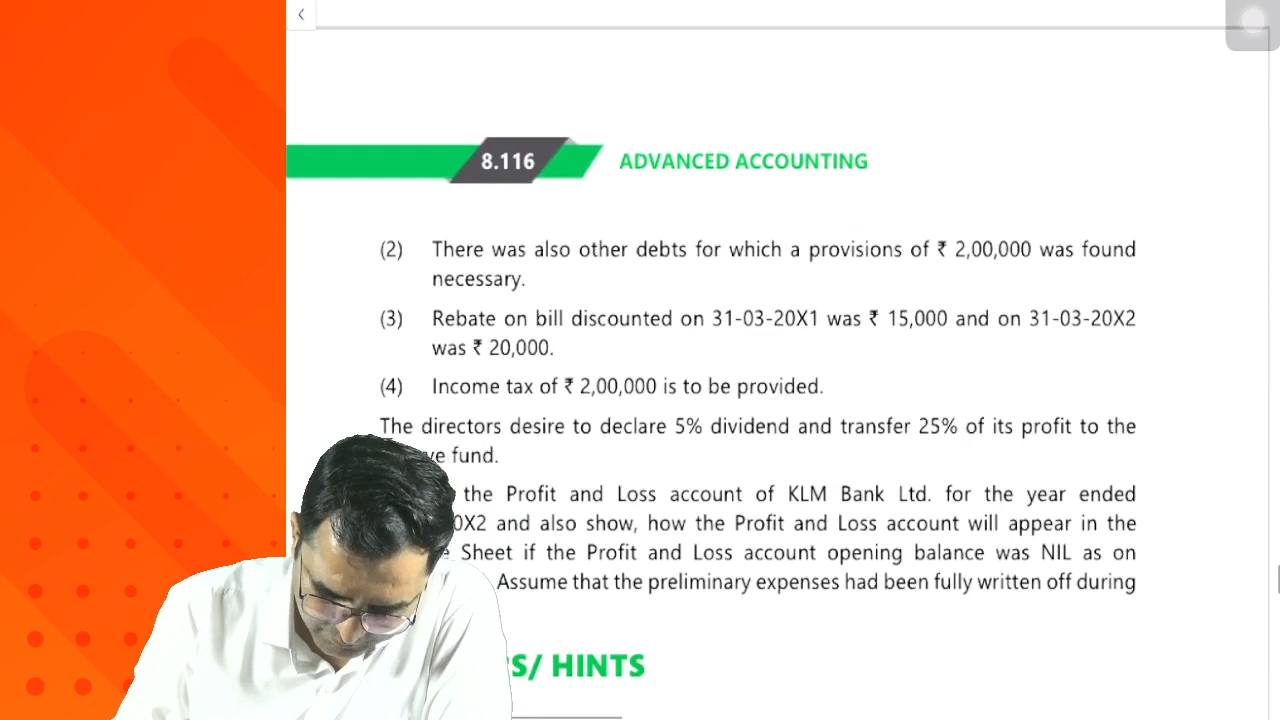 8.116 ADVANCED ACCOUNTING
(2) There was also other debts for which a provisions of ₹ 2,00,000 was found
necessary.
(3) Rebate on bill discounted on 31-03-20X1 was ₹ 15,000 and on 31-03-20X2
was ₹ 20,000.
(4) Income tax of ₹ 2,00,000 is to be provided.
The directors desire to declare 5% dividend and transfer 25% of its profit to the
fund.
the Profit and Loss account of KLM Bank Ltd. for the year ended
0X2 and also show, how the Profit and Loss account will appear in the
Sheet if the Profit and Loss account opening balance was NIL as on
Assume that the preliminary expenses had been fully written off during
S/ HINTS